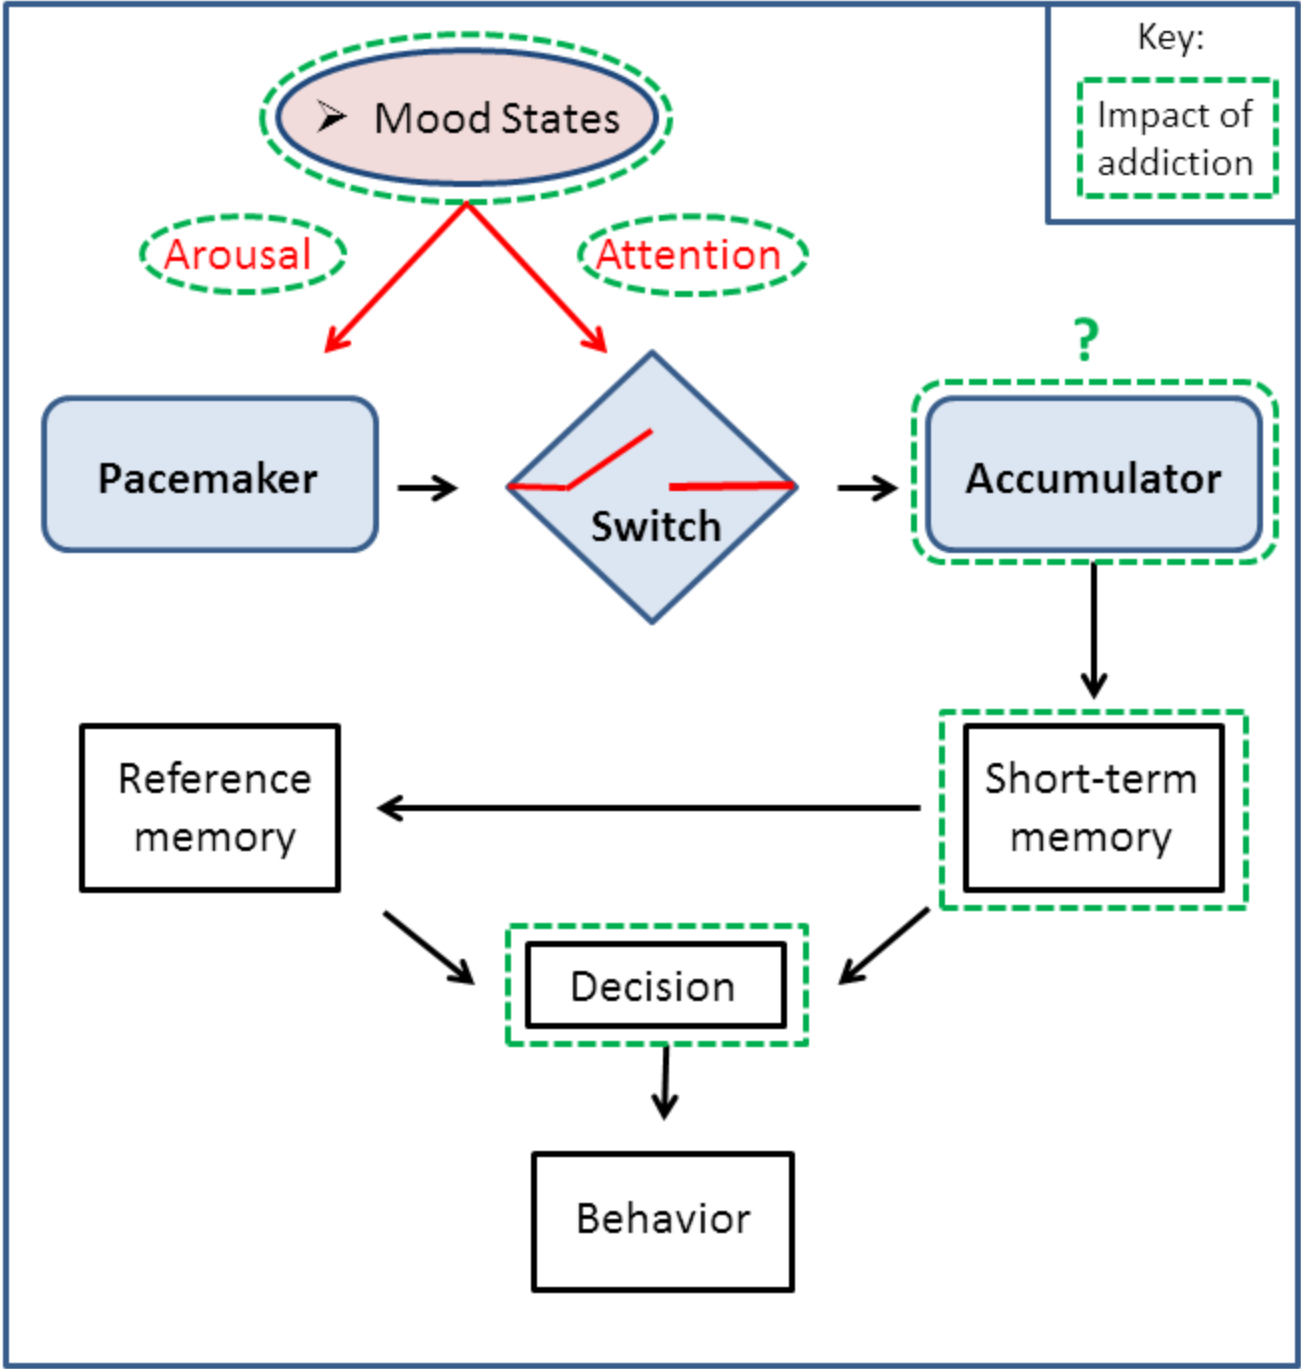 Key:
Impact of
addiction
➢ Mood States
Arousal
Attention
?
Pacemaker
Switch
Accumulator
Reference
memory
Short-term
memory
Decision
Behavior